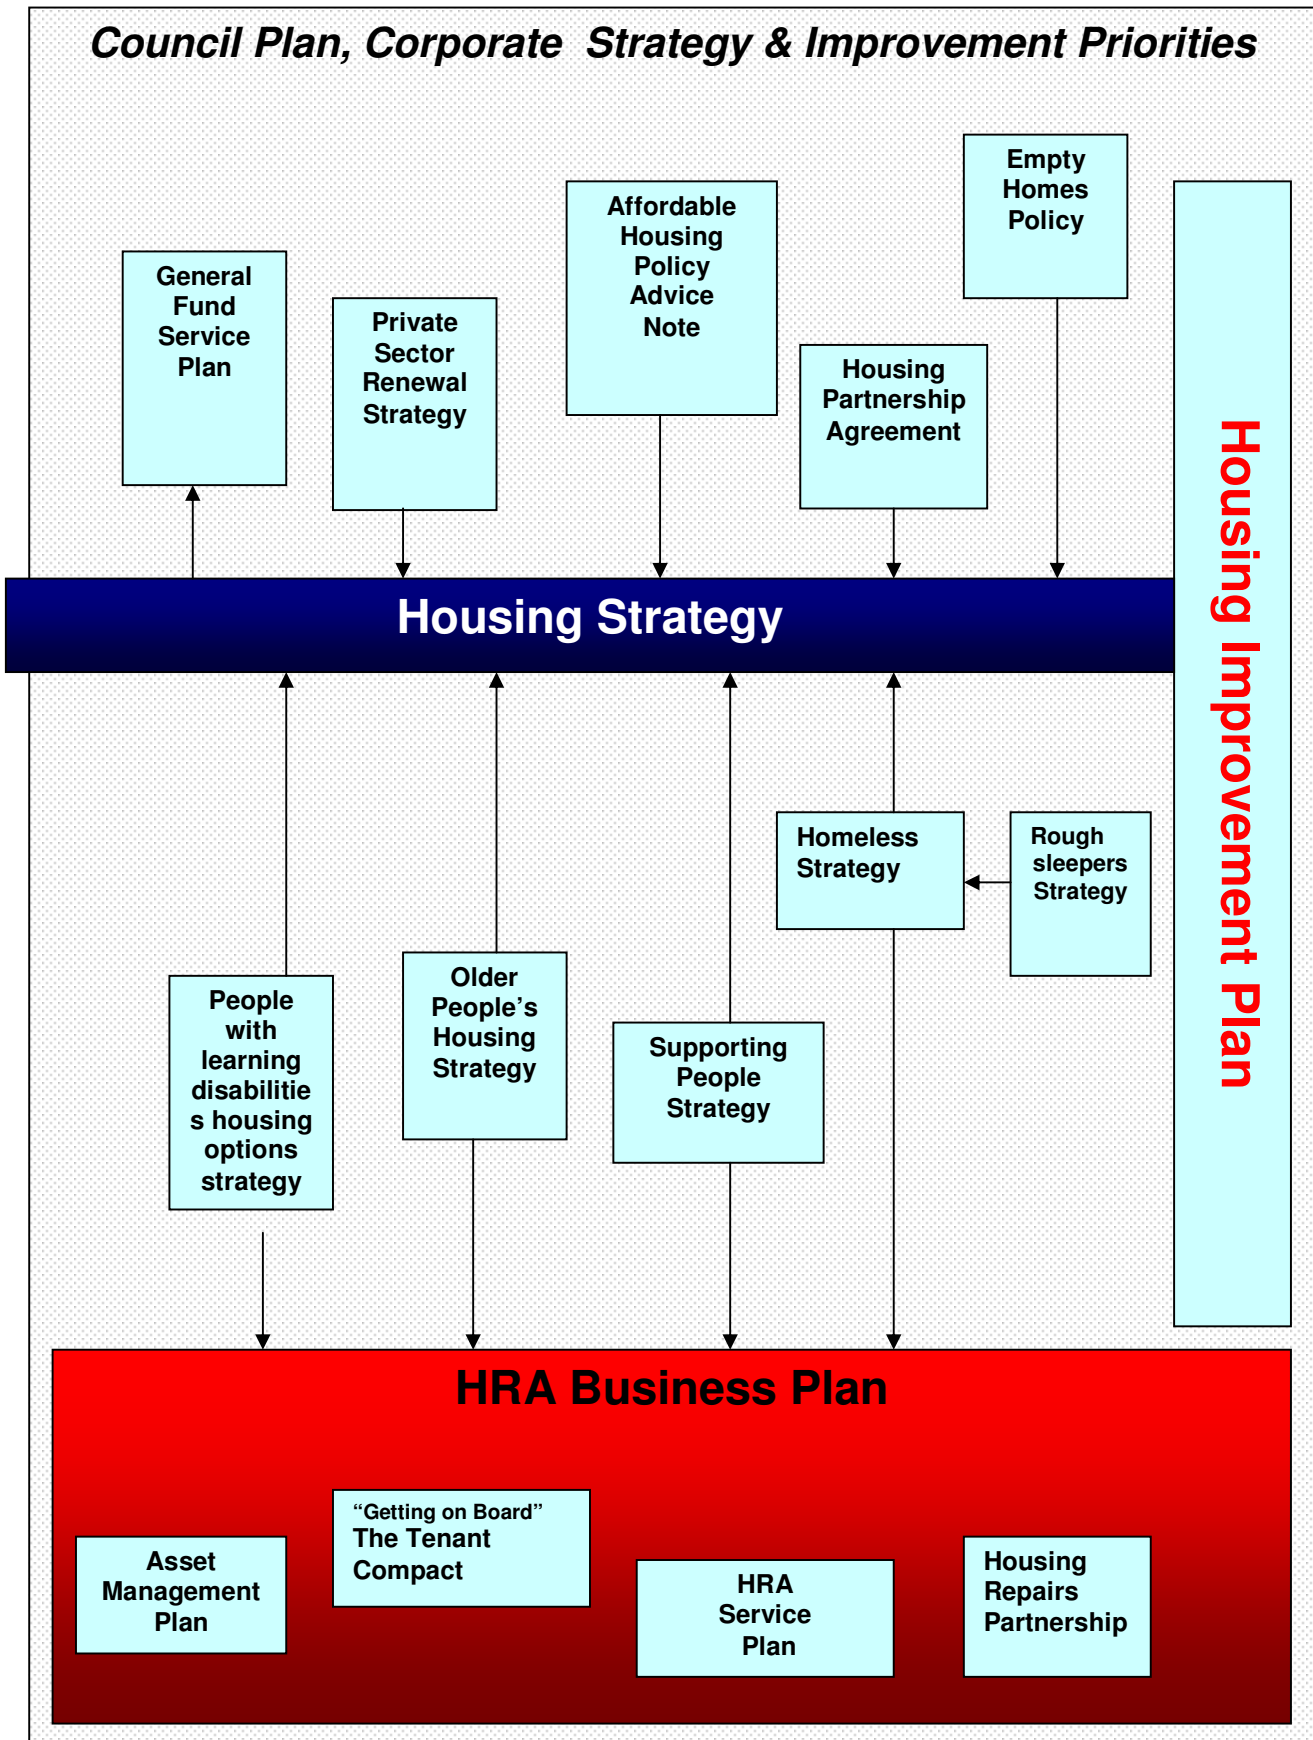 Council Plan, Corporate Strategy & Improvement Priorities
Empty
Homes
Policy
Affordable
Housing
Policy
Advice
Note
General
Fund
Service
Plan
Private
Sector
Renewal
Strategy
Housing
Partnership
Agreement
Housing Improvement Plan
Housing Strategy
Homeless
Strategy
Rough
sleepers
Strategy
People
with
learning
disabilitie
s housing
options
strategy
Older
People’s
Housing
Strategy
Supporting
People
Strategy
HRA Business Plan
Asset
Management
Plan
“Getting on Board”
The Tenant
Compact
HRA
Service
Plan
Housing
Repairs
Partnership